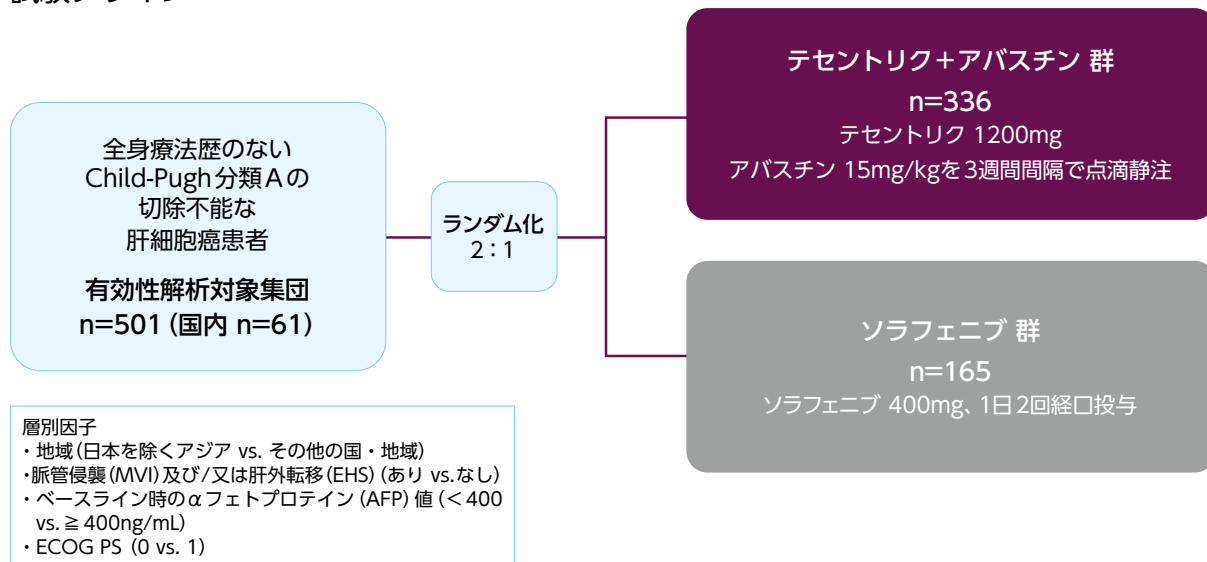 全身療法歴のない
Child-Pugh分類Aの
切除不能な
肝細胞癌患者
有効性解析対象集団
n=501(国内 n=61)
ランダム化
2：1
テセントリク＋アバスチン 群
n=336
テセントリク 1200mg
アバスチン 15mg/kgを3週間間隔で点滴静注
ソラフェニブ 群
n=165
ソラフェニブ 400mg、1日2回経口投与
層別因子
・地域(日本を除くアジア vs. その他の国・地域)
・脈管侵襲(MVI)及び/又は肝外転移(EHS)(あり vs.なし)
・ベースライン時のαフェトプロテイン(AFP)値(＜400
vs.≧400ng/mL)
・ECOG PS (0 vs. 1)